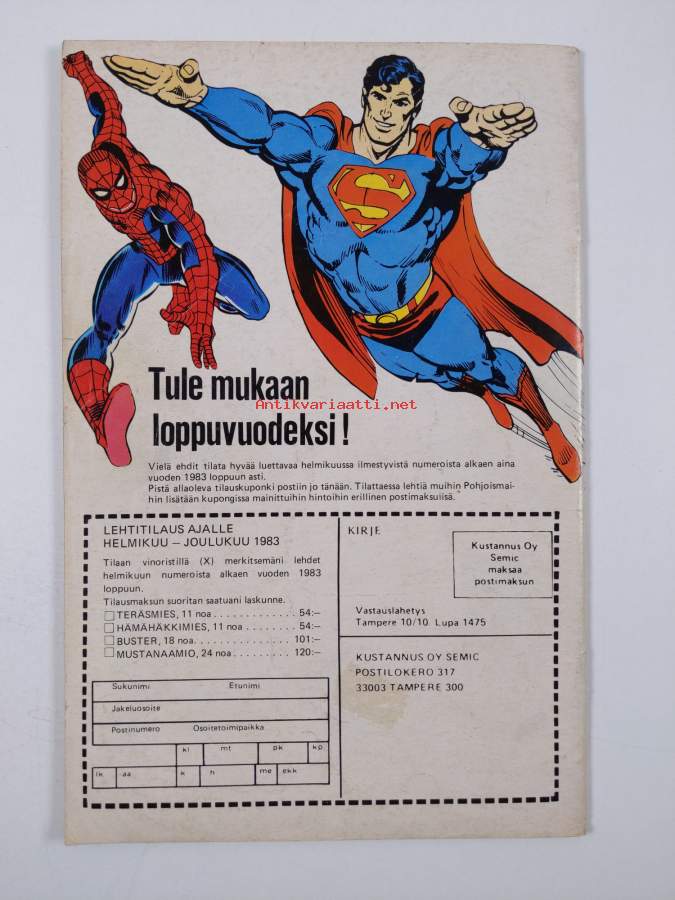 Tule mukaan
Antikvariaatti.net
loppuvuodeksi!
Vielä ehdit tilata hyvää luettavaa helmikuussa ilmestyvistä numeroista alkaen aina
vuoden 1983 loppuun asti.
Pistä allaoleva tilauskuponki postiin jo tänään. Tilattaessa lehtiä muihin Pohjoismai-
hin lisätään kupongissa mainittuihin hintoihin erillinen postimaksulisä.
LEHTITILAUS AJALLE
HELMIKUU – JOULUKUU 1983
Tilaan vinoristillä (X) merkitsemäni lehdet
helmikuun numeroista alkaen vuoden 1983
loppuun.
Tilausmaksun suoritan saatuani laskunne.
TERÄSMIES, 11 noa . . . . . . . . . . . . 54:–
HÄMÄHÄKKIMIES, 11 noa . . . . . . . . 54:–
BUSTER, 18 noa. . . . . . . . . . . . . . 101:–
MUSTANAAMIO, 24 noa . . . . . . . . . 120:–
Sukunimi Etunimi
Jakeluosoite
Postinumero Osoitetoimipaikka
kl mt pk kp
lk aa k h me ekk
KIRJE
Kustannus Oy
Semic
maksaa
postimaksun
Vastauslähetys
Tampere 10/10. Lupa 1475
KUSTANNUS OY SEMIC
POSTILOKERO 317
33003 TAMPERE 300